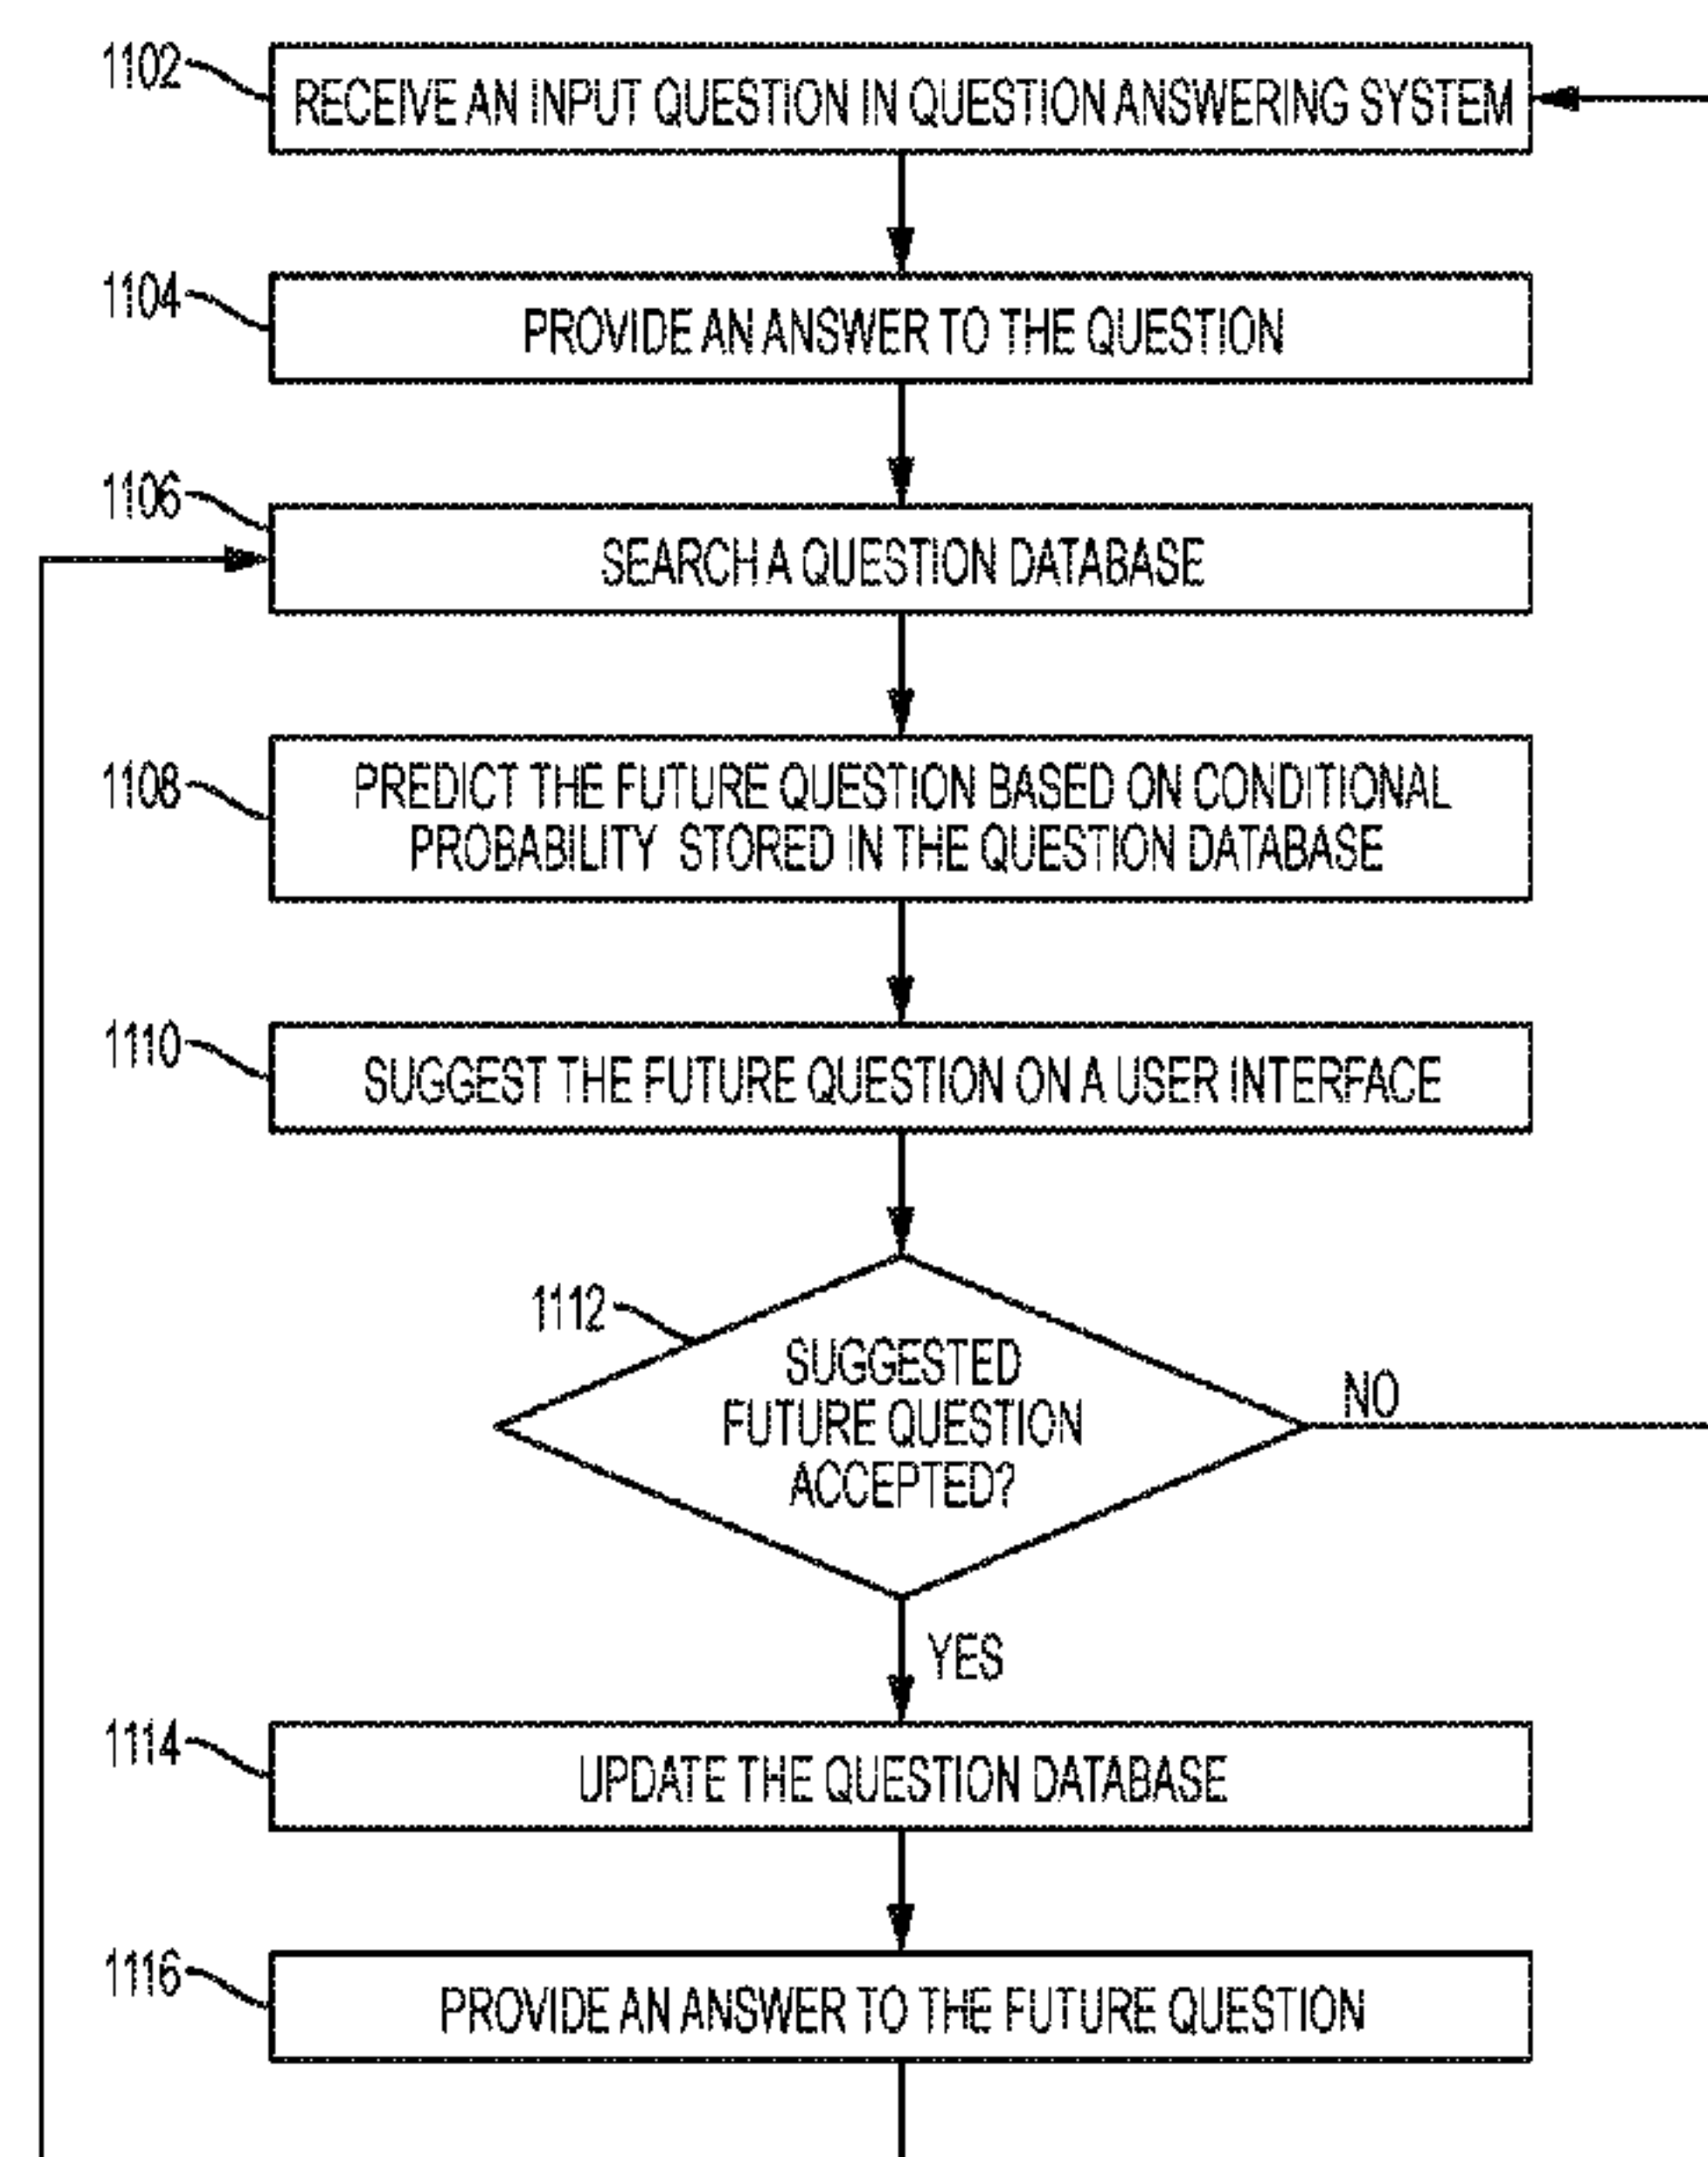 1102
RECEIVE AN INPUT QUESTION IN QUESTION ANSWERING SYSTEM
1104
PROVIDE AN ANSWER TO THE QUESTION
1106
SEARCH A QUESTION DATABASE
1108
PREDICT THE FUTURE QUESTION BASED ON CONDITIONAL
PROBABILITY STORED IN THE QUESTION DATABASE
1110
SUGGEST THE FUTURE QUESTION ON A USER INTERFACE
1112
SUGGESTED
FUTURE QUESTION
ACCEPTED?
NO
YES
1114
UPDATE THE QUESTION DATABASE
1116
PROVIDE AN ANSWER TO THE FUTURE QUESTION